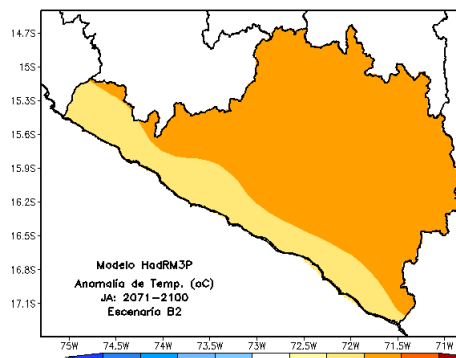 14.7S
15S
15.3S
15.6S
15.9S
16.2S
16.5S
16.8S
17.1S
Modelo HadRM3P
Anomalía de Temp. (oC)
JA: 2071-2100
Escenario B2
75W 74.5W 74W 73.5W 73W 72.5W 72W 71.5W 71W